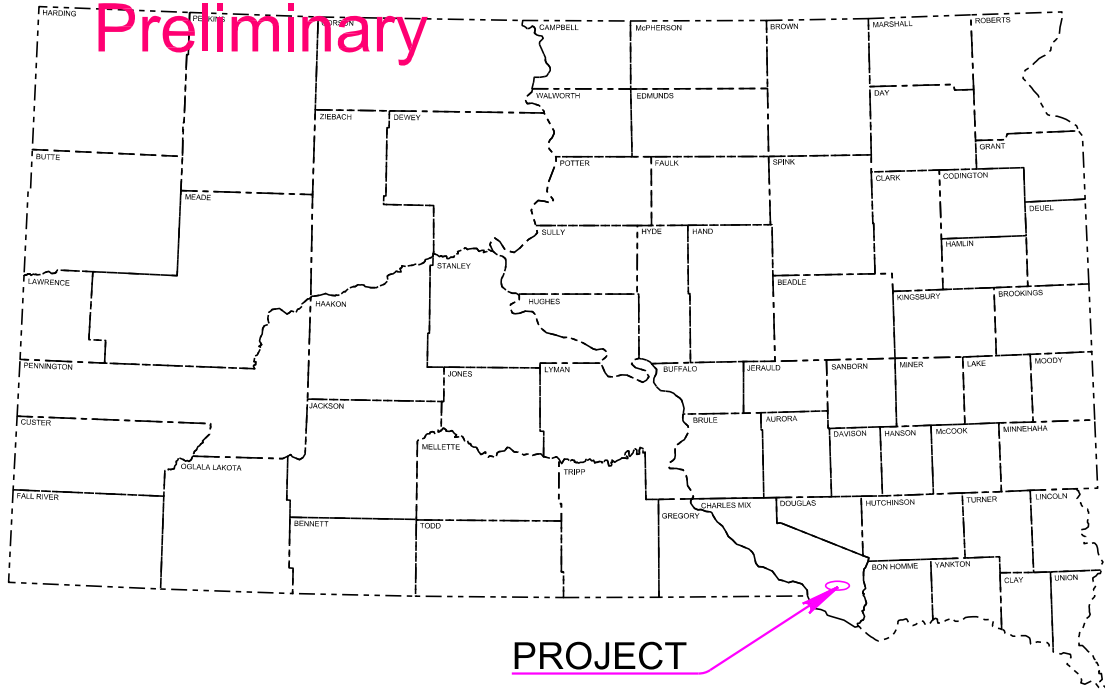 Preliminary
HARDING
PERKINS
CORSON
CAMPBELL
McPHERSON
BROWN
MARSHALL
ROBERTS
WALWORTH
EDMUNDS
DAY
ZIEBACH
DEWEY
GRANT
BUTTE
POTTER
FAULK
SPINK
CLARK
CODINGTON
MEADE
DEUEL
SULLY
HYDE
HAND
HAMLIN
STANLEY
LAWRENCE
BEADLE
HAAKON
HUGHES
KINGSBURY
BROOKINGS
PENNINGTON
JONES
LYMAN
BUFFALO
JERAULD
SANBORN
MINER
LAKE
MOODY
JACKSON
CUSTER
BRULE
AURORA
DAVISON
HANSON
McCOOK
MINNEHAHA
MELLETTE
OGLALA LAKOTA
TRIPP
FALL RIVER
CHARLES MIX
DOUGLAS
HUTCHINSON
TURNER
LINCOLN
GREGORY
BENNETT
TODD
BON HOMME
YANKTON
CLAY
UNION
PROJECT